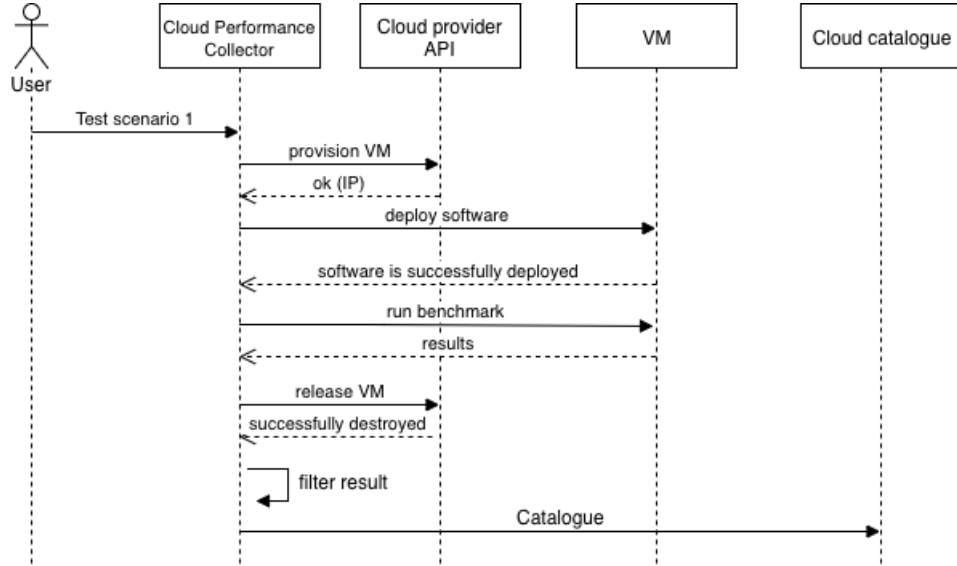 Cloud Performance
Collector
Cloud provider
API
VM
Cloud catalogue
User
Test scenario 1
provision VM
ok (IP)
deploy software
software is successfully deployed
run benchmark
results
release VM
successfully destroyed
filter result
Catalogue